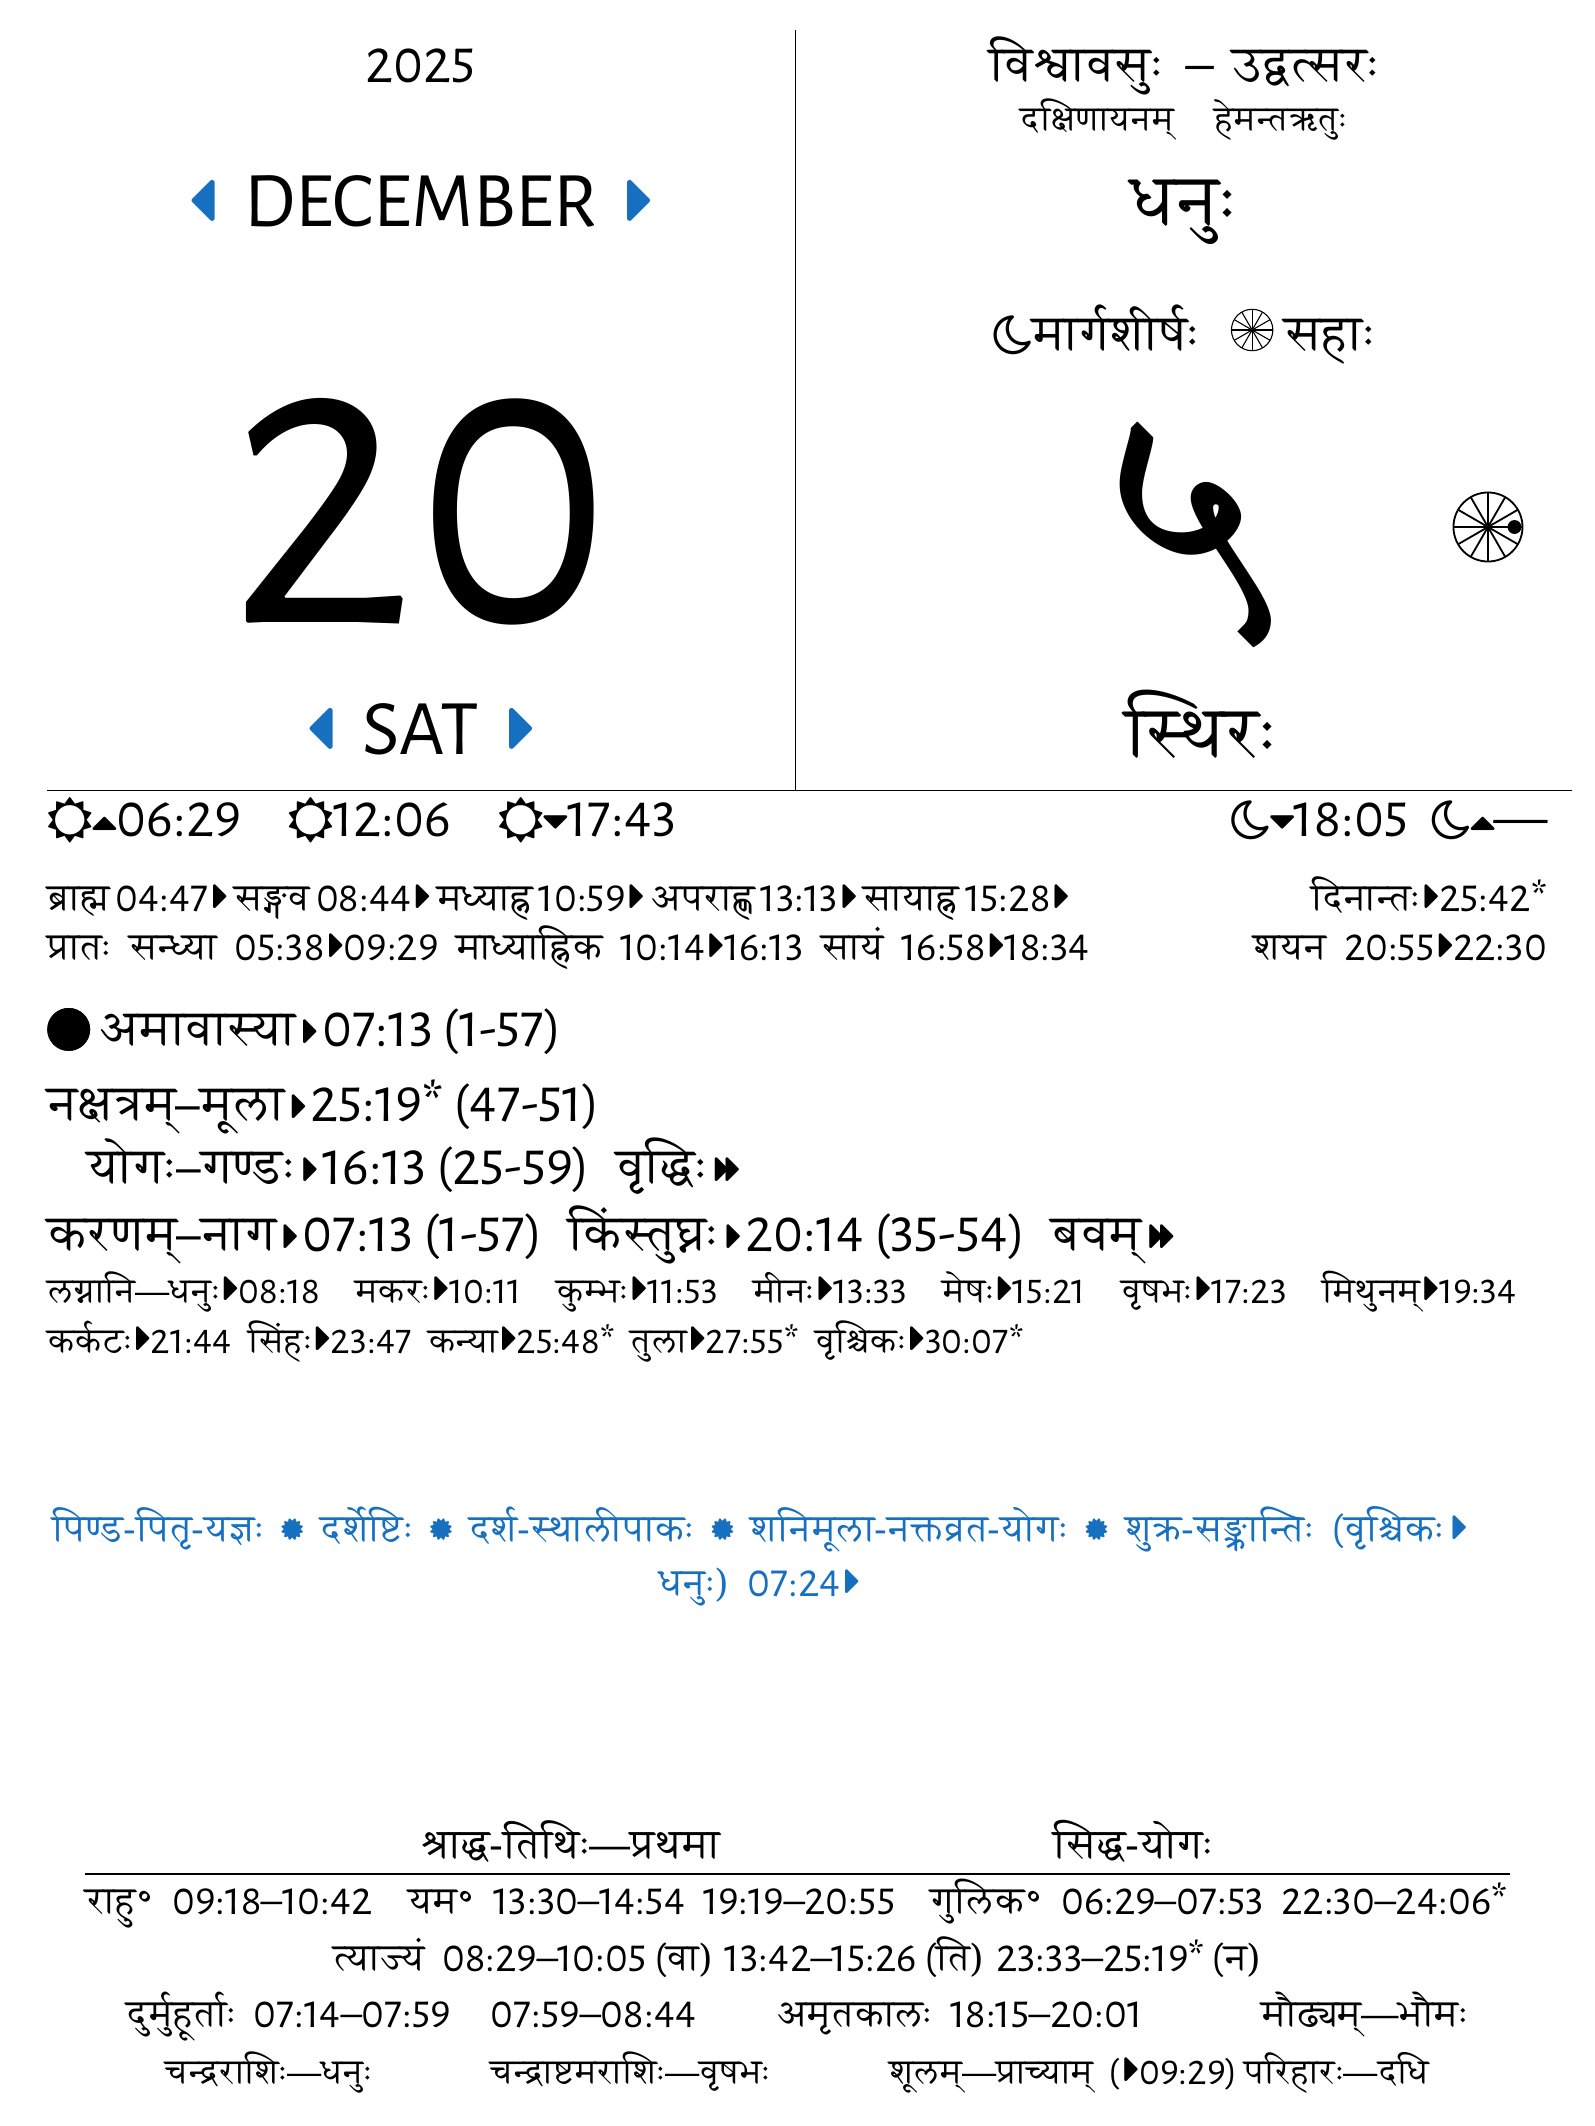 2025
DECEMBER
20
SAT
विश्वावसुः – उद्वत्सरः
दक्षिणायनम् हेमन्तऋतुः
धनुः
मार्गशीर्षः सहाः
५
स्थिरः
06:29 12:06 17:43 18:05 —
ब्राह्म 04:47 सङ्गव 08:44 मध्याह्न 10:59 अपराह्ण 13:13 सायाह्न 15:28 दिनान्तः 25:42*
प्रातः सन्ध्या 05:38 09:29 माध्याह्निक 10:14 16:13 सायं 16:58 18:34 शयन 20:55 22:30
अमावास्या 07:13 (1-57)
नक्षत्रम्–मूला 25:19* (47-51)
योगः–गण्डः 16:13 (25-59) वृद्धिः
करणम्–नाग 07:13 (1-57) किंस्तुघ्नः 20:14 (35-54) बवम्
लग्नानि—धनुः 08:18 मकरः 10:11 कुम्भः 11:53 मीनः 13:33 मेषः 15:21 वृषभः 17:23 मिथुनम् 19:34
कर्कटः 21:44 सिंहः 23:47 कन्या 25:48* तुला 27:55* वृश्चिकः 30:07*
पिण्ड-पितृ-यज्ञः ✹ दर्शेष्टिः ✹ दर्श-स्थालीपाकः ✹ शनिमूला-नक्तव्रत-योगः ✹ शुक्र-सङ्क्रान्तिः (वृश्चिकः
धनुः) 07:24
श्राद्ध-तिथिः—प्रथमा सिद्ध-योगः
राहु॰ 09:18–10:42 यम॰ 13:30–14:54 19:19–20:55 गुलिक॰ 06:29–07:53 22:30–24:06*
त्याज्यं 08:29–10:05 (वा) 13:42–15:26 (ति) 23:33–25:19* (न)
दुर्मुहूर्ताः 07:14–07:59 07:59–08:44 अमृतकालः 18:15–20:01 मौढ्यम्—भौमः
चन्द्रराशिः—धनुः चन्द्राष्टमराशिः—वृषभः शूलम्—प्राच्याम् (09:29) परिहारः—दधि